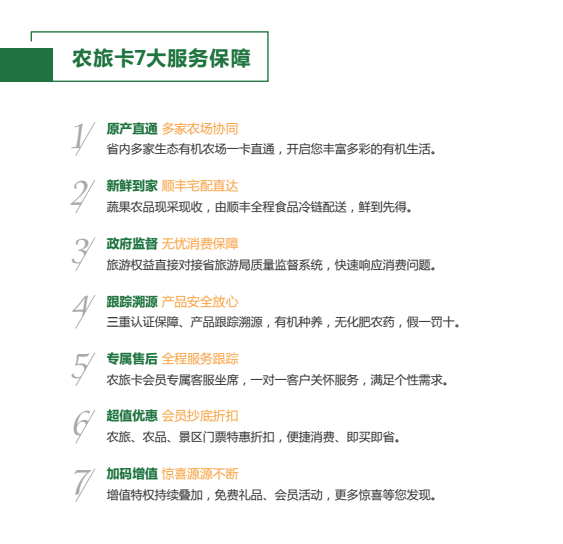 农旅卡7大服务保障
1 原产直通 多家农场协同
省内多家生态有机农场一卡直通，开启您丰富多彩的有机生活。
2 新鲜到家 顺丰宅配直达
蔬果农品现采现收，由顺丰全程食品冷链配送，鲜到先得。
3 政府监督 无忧消费保障
旅游权益直接对接省旅游局质量监督系统，快速响应消费问题。
4 跟踪溯源 产品安全放心
三重认证保障、产品跟踪溯源，有机种养，无化肥农药，假一罚十。
5 专属售后 全程服务跟踪
农旅卡会员专属客服坐席，一对一客户关怀服务，满足个性需求。
6 超值优惠 会员抄底折扣
农旅、农品、景区门票特惠折扣，便捷消费、即买即省。
7 加码增值 惊喜源源不断
增值特权持续叠加，免费礼品、会员活动，更多惊喜等您发现。